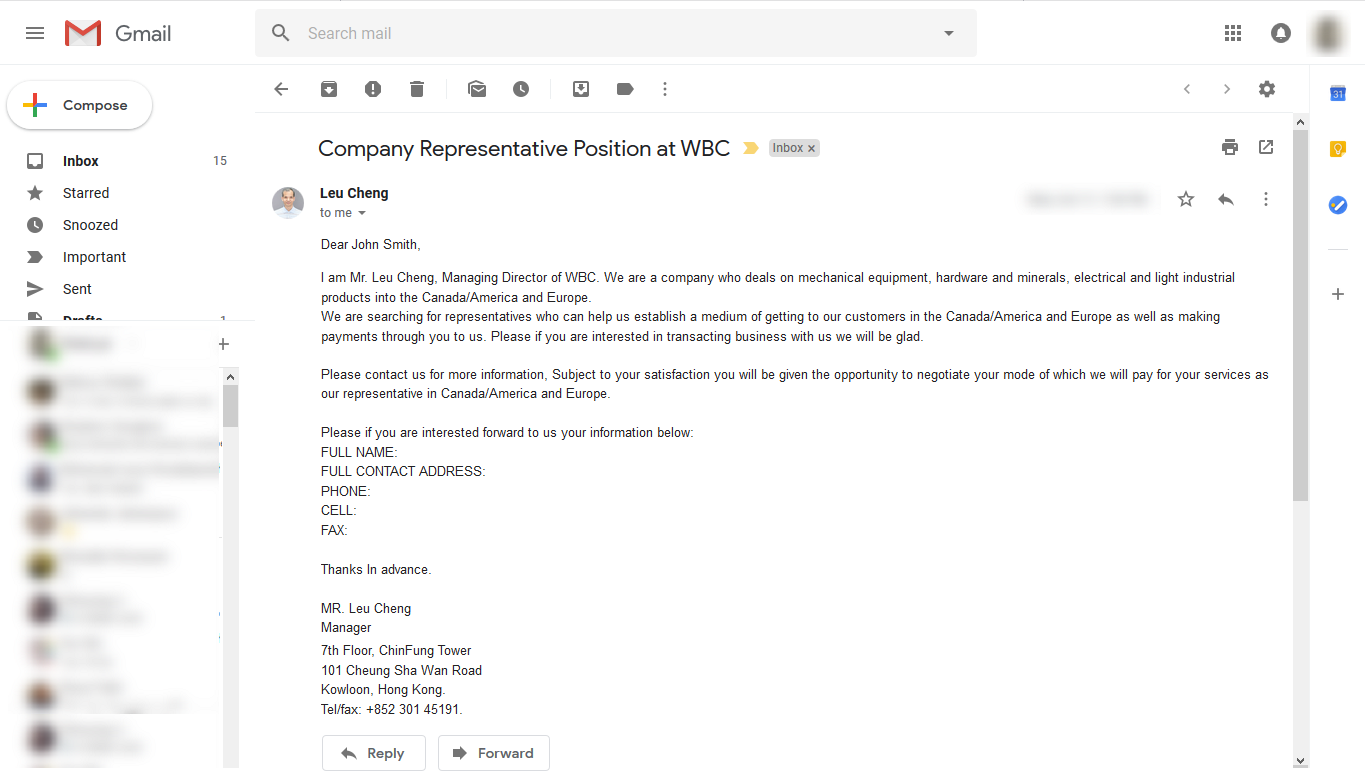 Gmail
Search mail
Compose
31
Company Representative Position at WBC
Inbox ×
Inbox 15
Starred
Snoozed
Important
Sent
Drafts 1
Leu Cheng
to me
Dear John Smith,
I am Mr. Leu Cheng, Managing Director of WBC. We are a company who deals on mechanical equipment, hardware and minerals, electrical and light industrial
products into the Canada/America and Europe.
We are searching for representatives who can help us establish a medium of getting to our customers in the Canada/America and Europe as well as making
payments through you to us. Please if you are interested in transacting business with us we will be glad.
Please contact us for more information, Subject to your satisfaction you will be given the opportunity to negotiate your mode of which we will pay for your services as
our representative in Canada/America and Europe.
Please if you are interested forward to us your information below:
FULL NAME:
FULL CONTACT ADDRESS:
PHONE:
CELL:
FAX:
Thanks In advance.
MR. Leu Cheng
Manager
7th Floor, ChinFung Tower
101 Cheung Sha Wan Road
Kowloon, Hong Kong.
Tel/fax: +852 301 45191.
Reply
Forward